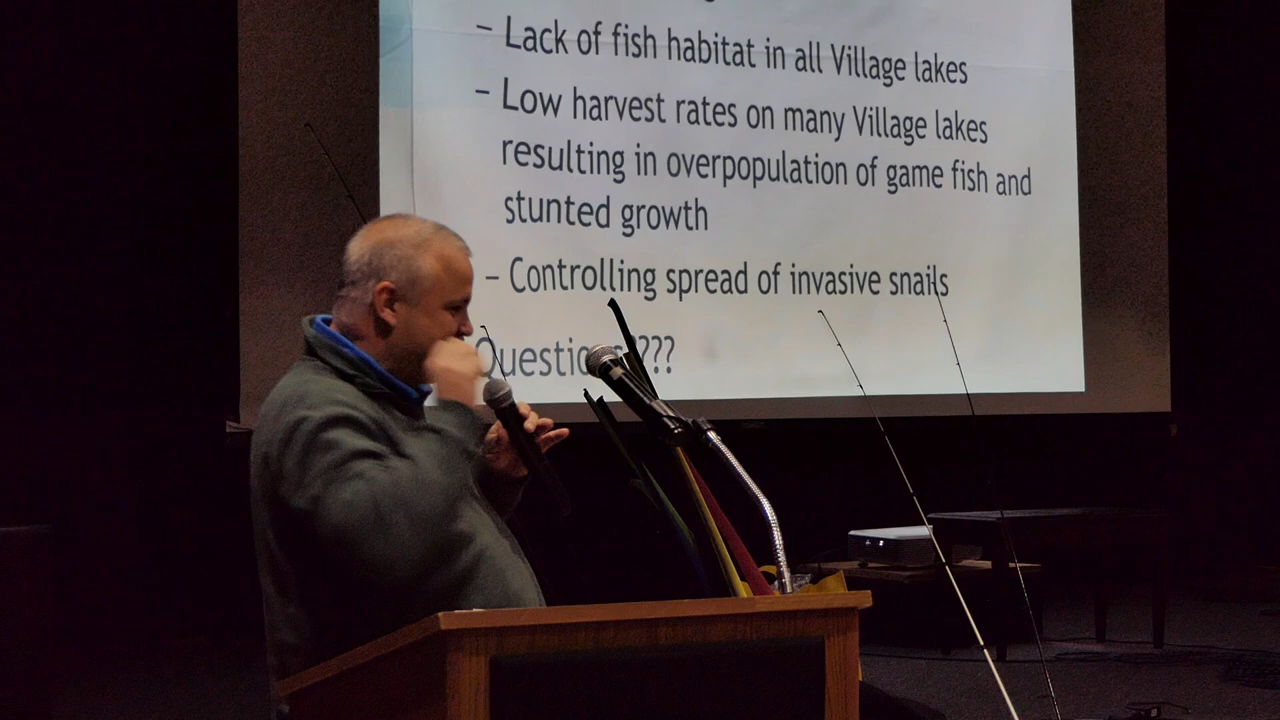 – Lack of fish habitat in all Village lakes
– Low harvest rates on many Village lakes
resulting in overpopulation of game fish and
stunted growth
– Controlling spread of invasive snails
Questions????